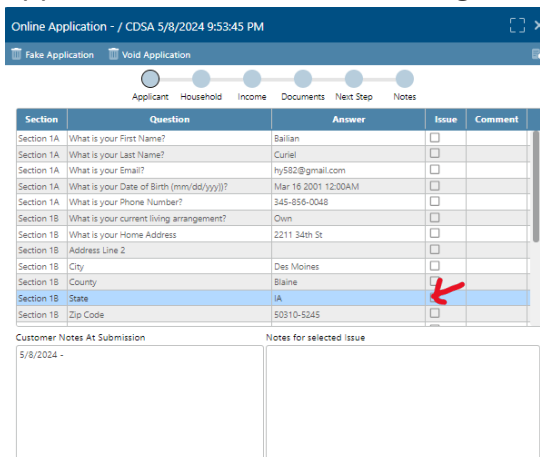 Online Application - / CDSA 5/8/2024 9:53:45 PM
Fake Application Void Application
Applicant Household Income Documents Next Step Notes
Section Question Answer Issue Comment
Section 1A What is your First Name? Bailian
Section 1A What is your Last Name? Curiel
Section 1A What is your Email? hy582@gmail.com
Section 1A What is your Date of Birth (mm/dd/yyy))? Mar 16 2001 12:00AM
Section 1A What is your Phone Number? 345-856-0048
Section 1B What is your current living arrangement? Own
Section 1B What is your Home Address 2211 34th St
Section 1B Address Line 2
Section 1B City Des Moines
Section 1B County Blaine
Section 1B State IA
Section 1B Zip Code 50310-5245
Customer Notes At Submission Notes for selected Issue
5/8/2024 -